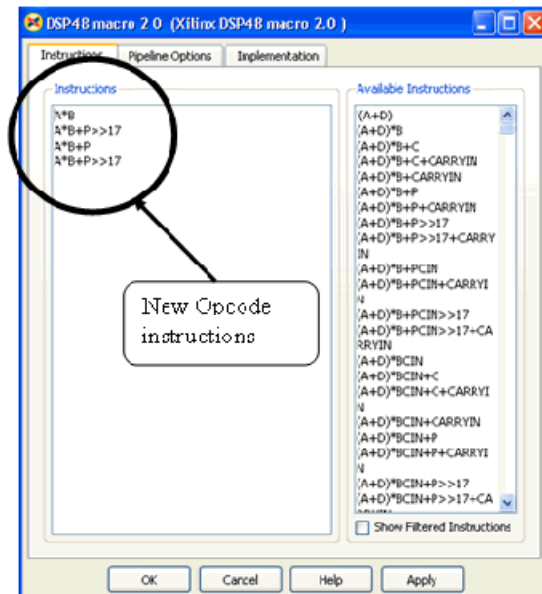 DSP48 macro 2 0 (Xilinx DSP48 macro 2.0 )
Instructions Pipeline Options Implementation
Instructions
A*B
A*B+P>>17
A*B+P
A*B+P>>17
New Opcode
instructions
Available Instructions
(A+D)
(A+D)*B
(A+D)*B+C
(A+D)*B+C+CARRYIN
(A+D)*B+CARRYIN
(A+D)*B+P
(A+D)*B+P+CARRYIN
(A+D)*B+P>>17
(A+D)*B+P>>17+CARRY
IN
(A+D)*B+PCIN
(A+D)*B+PCIN+CARRYI
N
(A+D)*B+PCIN>>17
(A+D)*B+PCIN>>17+CA
RRYIN
(A+D)*BCIN
(A+D)*BCIN+C
(A+D)*BCIN+C+CARRYI
N
(A+D)*BCIN+CARRYIN
(A+D)*BCIN+P
(A+D)*BCIN+P+CARRYI
N
(A+D)*BCIN+P>>17
(A+D)*BCIN+P>>17+CA
Show Filtered Instructions
OK Cancel Help Apply